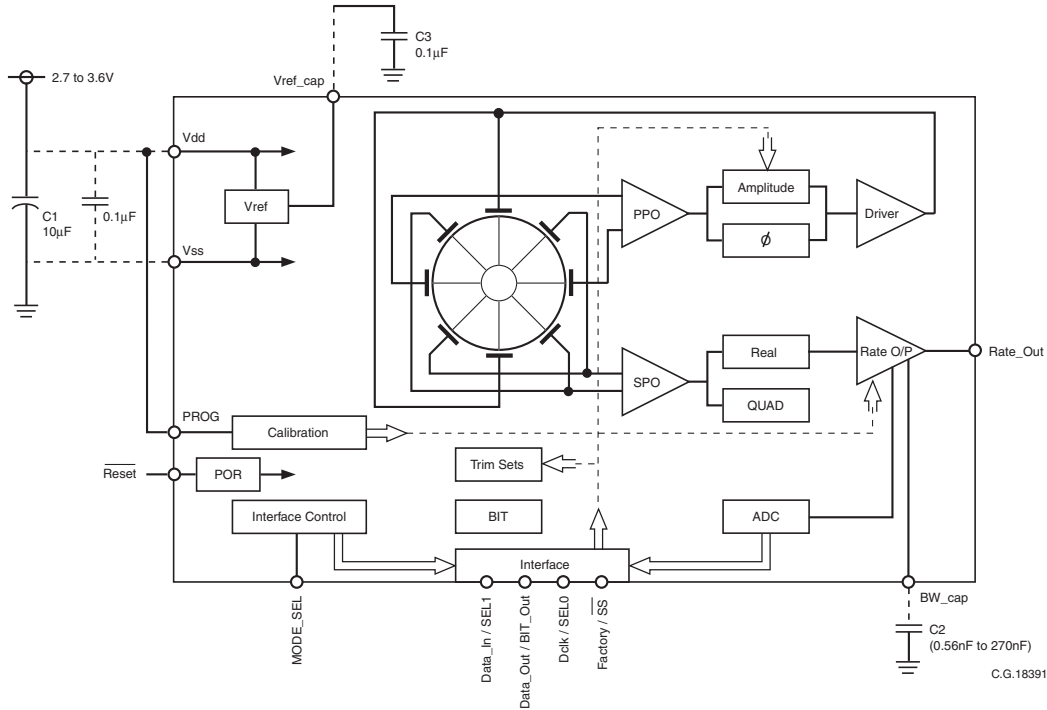 C3
0.1µF
Vref_cap
2.7 to 3.6V
Vdd
C1
10µF
0.1µF
Vref
Vss
PPO
Amplitude
ϕ
Driver
SPO
Real
QUAD
Rate O/P
Rate_Out
PROG
Calibration
Reset
POR
Trim Sets
Interface Control
BIT
ADC
Interface
MODE_SEL
Data_In / SEL1
Data_Out / BIT_Out
Dclk / SEL0
Factory / SS
BW_cap
C2
(0.56nF to 270nF)
C.G.18391